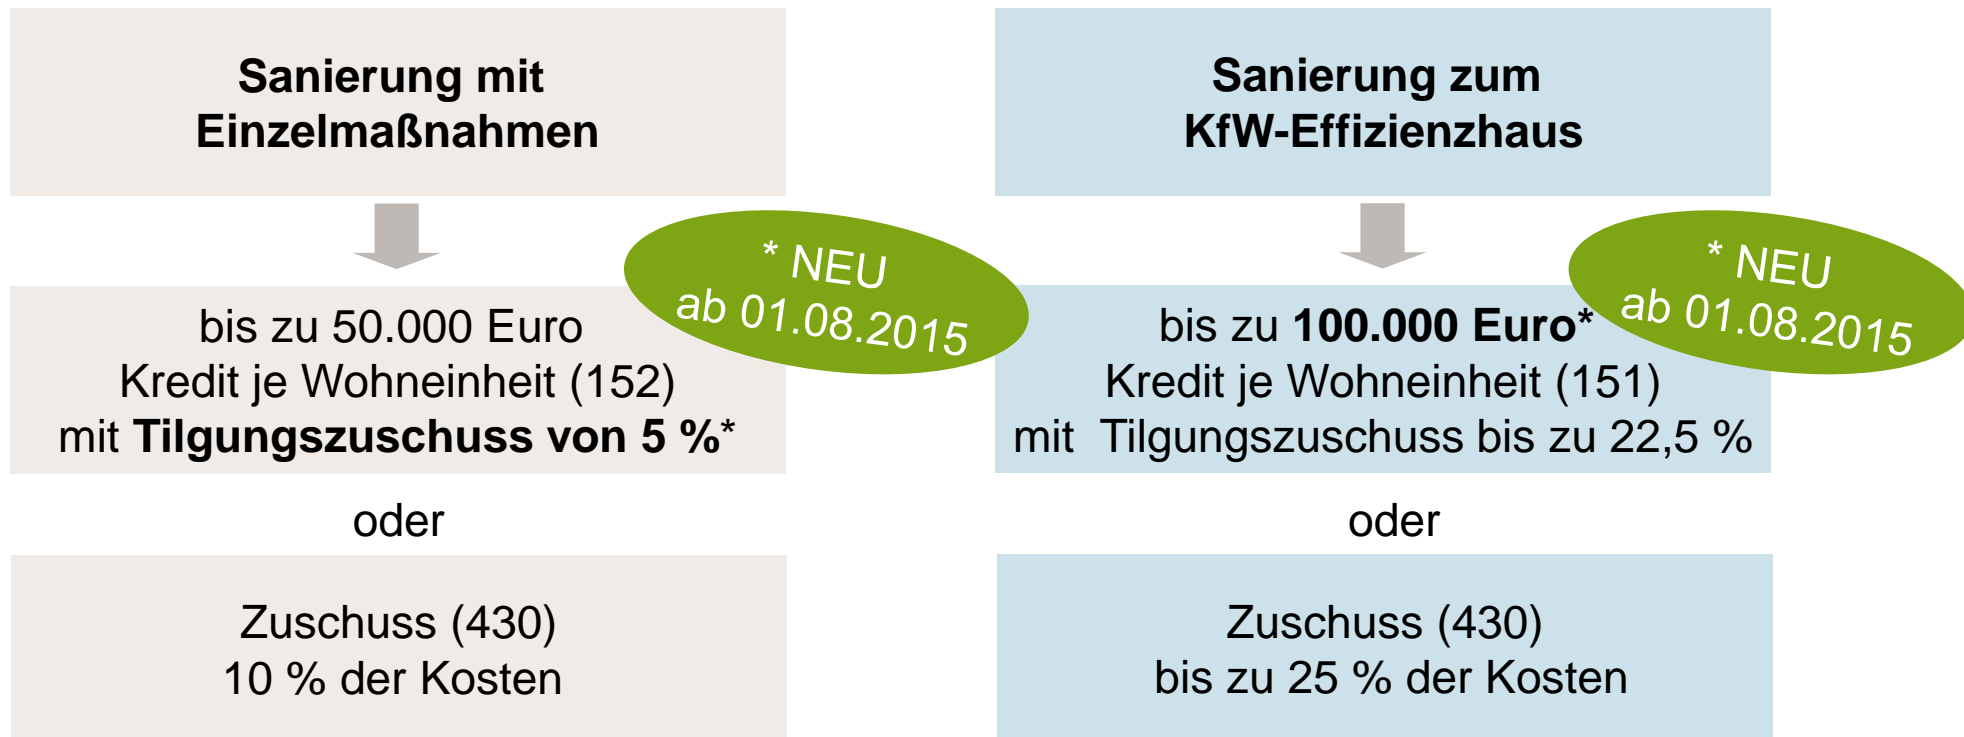 Sanierung mit
Einzelmaßnahmen
* NEU
ab 01.08.2015
bis zu 50.000 Euro
Kredit je Wohneinheit (152)
mit Tilgungszuschuss von 5 %*
oder
Zuschuss (430)
10 % der Kosten
Sanierung zum
KfW-Effizienzhaus
* NEU
ab 01.08.2015
bis zu 100.000 Euro*
Kredit je Wohneinheit (151)
mit Tilgungszuschuss bis zu 22,5 %
oder
Zuschuss (430)
bis zu 25 % der Kosten